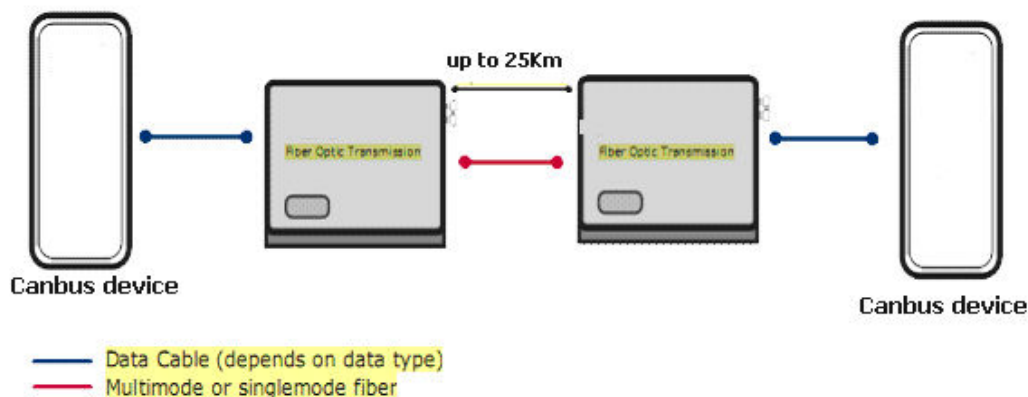 up to 25Km
Fiber Optic Transmission
Fiber Optic Transmission
Canbus device
Canbus device
Data Cable (depends on data type)
Multimode or singlemode fiber